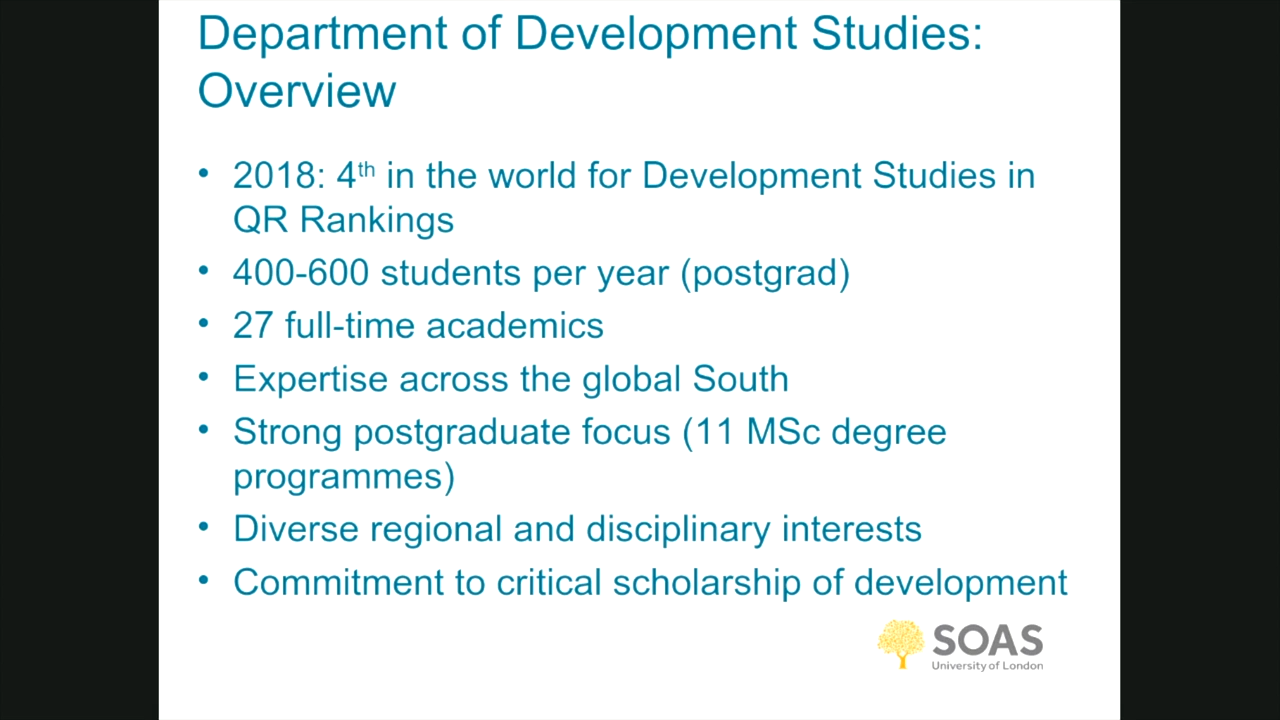 Department of Development Studies:
Overview
• 2018: 4th in the world for Development Studies in
QR Rankings
• 400-600 students per year (postgrad)
• 27 full-time academics
• Expertise across the global South
• Strong postgraduate focus (11 MSc degree
programmes)
• Diverse regional and disciplinary interests
• Commitment to critical scholarship of development
SOAS
University of London